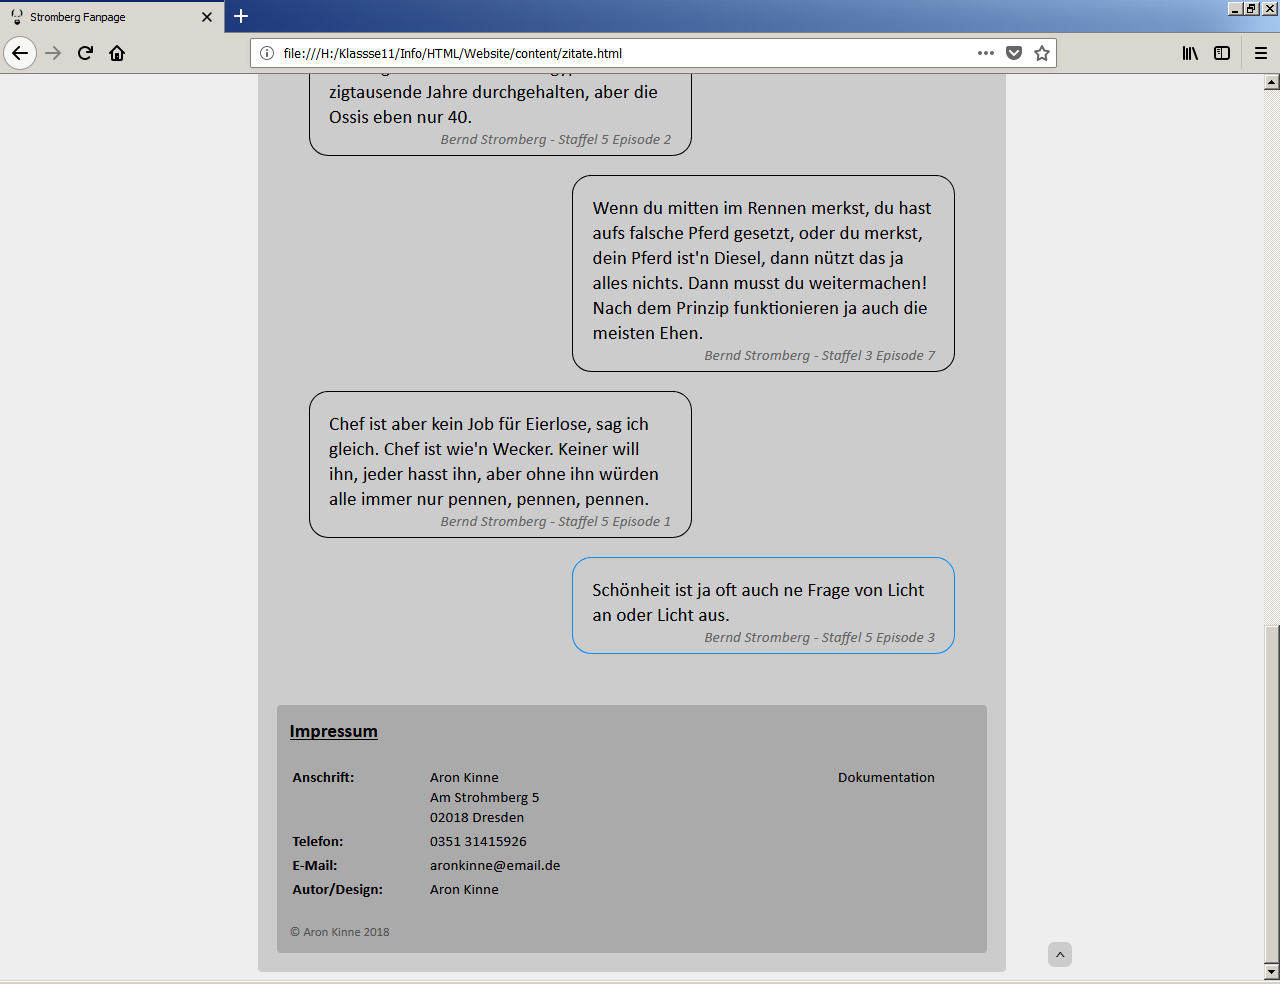 Stromberg Fanpage
file:///H:/Klassse11/Info/HTML/Website/content/zitate.html
zigtausende Jahre durchgehalten, aber die
Ossis eben nur 40.
Bernd Stromberg - Staffel 5 Episode 2
Wenn du mitten im Rennen merkst, du hast
aufs falsche Pferd gesetzt, oder du merkst,
dein Pferd ist'n Diesel, dann nützt das ja
alles nichts. Dann musst du weitermachen!
Nach dem Prinzip funktionieren ja auch die
meisten Ehen.
Bernd Stromberg - Staffel 3 Episode 7
Chef ist aber kein Job für Eierlose, sag ich
gleich. Chef ist wie'n Wecker. Keiner will
ihn, jeder hasst ihn, aber ohne ihn würden
alle immer nur pennen, pennen, pennen.
Bernd Stromberg - Staffel 5 Episode 1
Schönheit ist ja oft auch ne Frage von Licht
an oder Licht aus.
Bernd Stromberg - Staffel 5 Episode 3
Impressum
Anschrift: Aron Kinne Dokumentation
Am Strohmberg 5
02018 Dresden
Telefon: 0351 31415926
E-Mail: aronkinne@email.de
Autor/Design: Aron Kinne
© Aron Kinne 2018